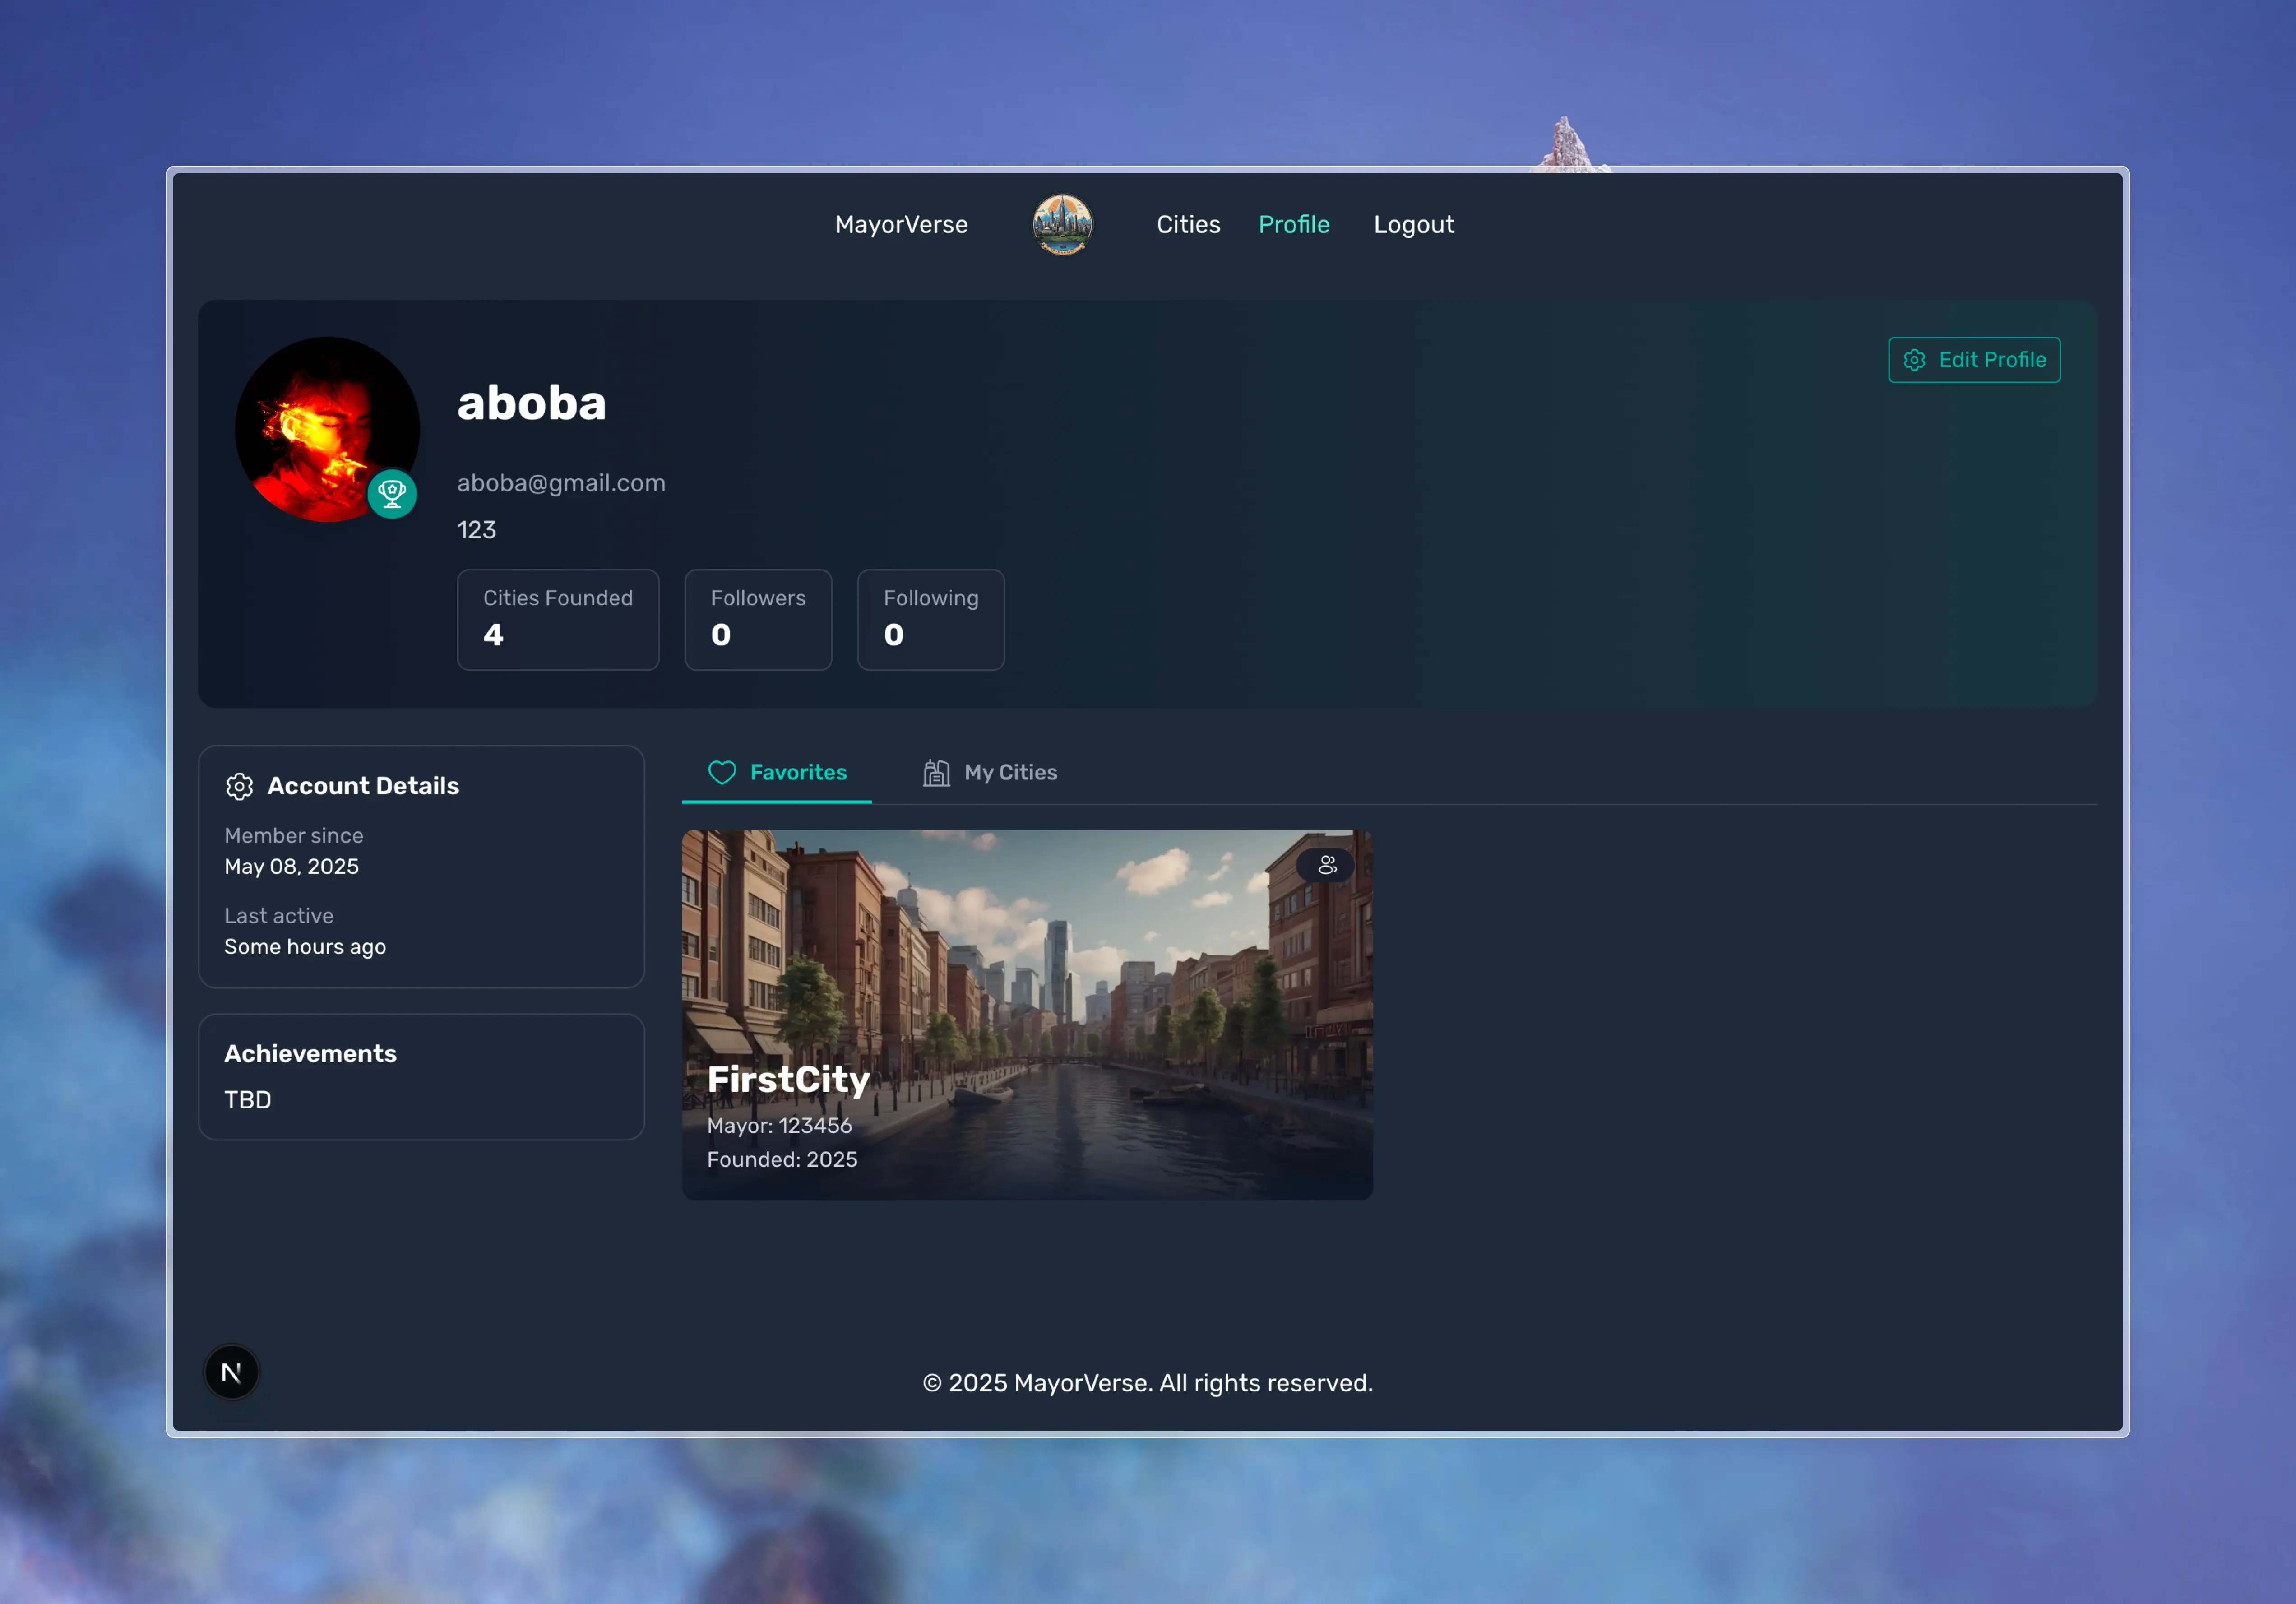 MayorVerse
Cities
Profile
Logout
Edit Profile
aboba
aboba@gmail.com
123
Cities Founded
4
Followers
0
Following
0
Account Details
Member since
May 08, 2025
Last active
Some hours ago
Achievements
TBD
Favorites
My Cities
FirstCity
Mayor: 123456
Founded: 2025
N
© 2025 MayorVerse. All rights reserved.